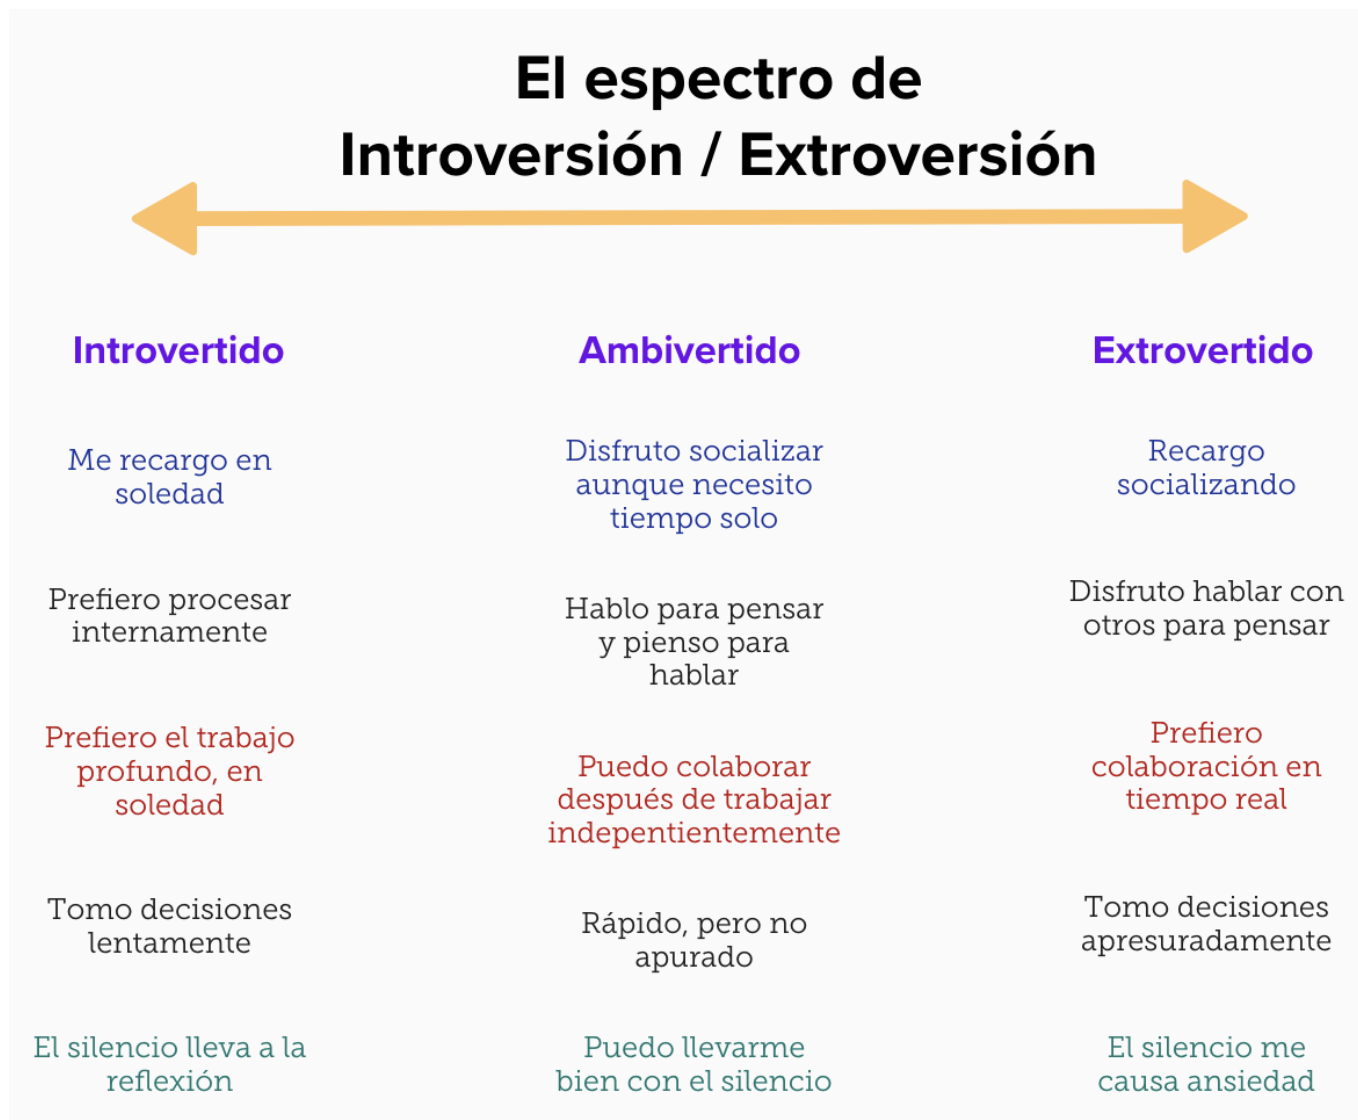 El espectro de
Introversión / Extroversión
Introvertido
Ambivertido
Extrovertido
Me recargo en
soledad
Disfruto socializar
aunque necesito
tiempo solo
Recargo
socializando
Prefiero procesar
internamente
Hablo para pensar
y pienso para
hablar
Disfruto hablar con
otros para pensar
Prefiero el trabajo
profundo, en
soledad
Puedo colaborar
después de trabajar
indepentientemente
Prefiero
colaboración en
tiempo real
Tomo decisiones
lentamente
Rápido, pero no
apurado
Tomo decisiones
apresuradamente
El silencio lleva a la
reflexión
Puedo llevarme
bien con el silencio
El silencio me
causa ansiedad